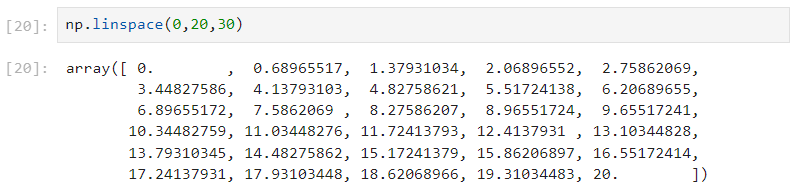 [20]: np.linspace(0,20,30)
[20]: array([ 0.        ,  0.68965517,  1.37931034,  2.06896552,  2.75862069,
        3.44827586,  4.13793103,  4.82758621,  5.51724138,  6.20689655,
        6.89655172,  7.5862069 ,  8.27586207,  8.96551724,  9.65517241,
       10.34482759, 11.03448276, 11.72413793, 12.4137931 , 13.10344828,
       13.79310345, 14.48275862, 15.17241379, 15.86206897, 16.55172414,
       17.24137931, 17.93103448, 18.62068966, 19.31034483, 20.        ])